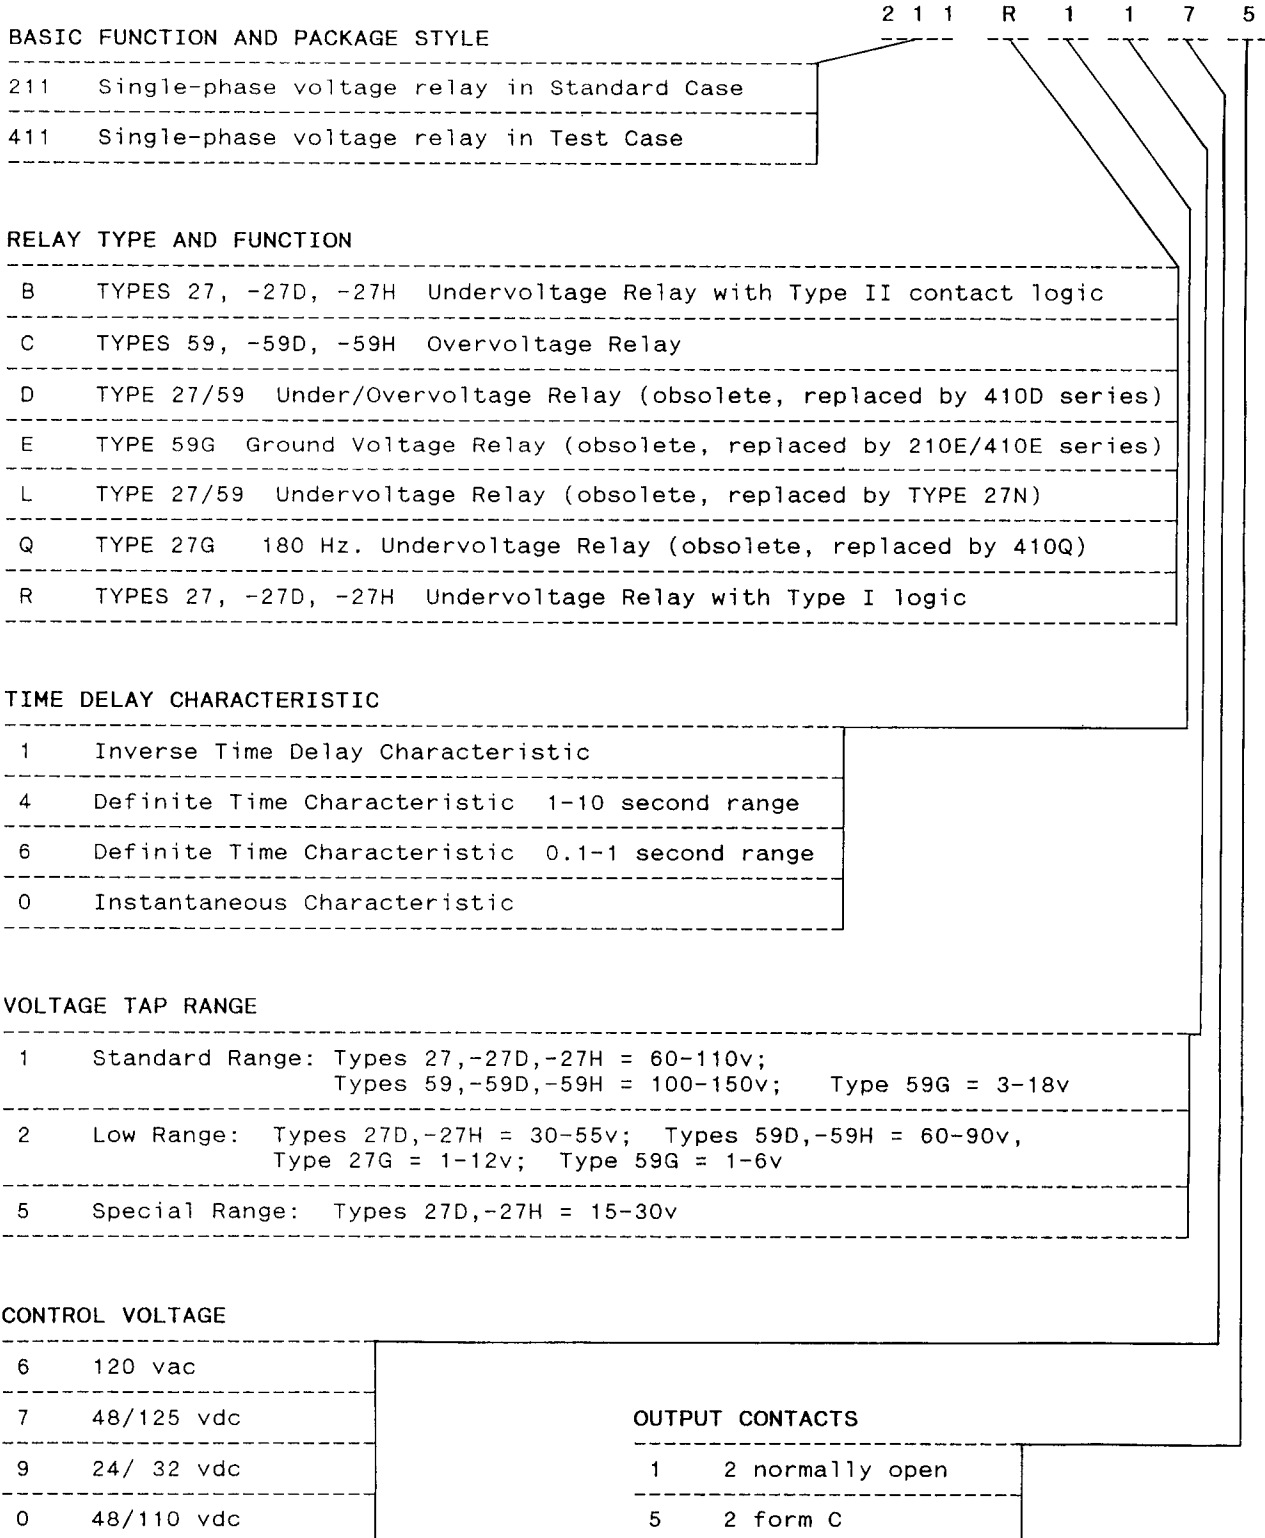 2 1 1 R 1 1 7 5
BASIC FUNCTION AND PACKAGE STYLE
211 Single-phase voltage relay in Standard Case
411 Single-phase voltage relay in Test Case
RELAY TYPE AND FUNCTION
B TYPES 27, -27D, -27H Undervoltage Relay with Type II contact logic
C TYPES 59, -59D, -59H Overvoltage Relay
D TYPE 27/59 Under/Overvoltage Relay (obsolete, replaced by 410D series)
E TYPE 59G Ground Voltage Relay (obsolete, replaced by 210E/410E series)
L TYPE 27/59 Undervoltage Relay (obsolete, replaced by TYPE 27N)
Q TYPE 27G 180 Hz. Undervoltage Relay (obsolete, replaced by 410Q)
R TYPES 27, -27D, -27H Undervoltage Relay with Type I logic
TIME DELAY CHARACTERISTIC
1 Inverse Time Delay Characteristic
4 Definite Time Characteristic 1-10 second range
6 Definite Time Characteristic 0.1-1 second range
0 Instantaneous Characteristic
VOLTAGE TAP RANGE
1 Standard Range: Types 27,-27D,-27H = 60-110v;
Types 59,-59D,-59H = 100-150v; Type 59G = 3-18v
2 Low Range: Types 27D,-27H = 30-55v; Types 59D,-59H = 60-90v,
Type 27G = 1-12v; Type 59G = 1-6v
5 Special Range: Types 27D,-27H = 15-30v
CONTROL VOLTAGE
6 120 vac
7 48/125 vdc
9 24/ 32 vdc
0 48/110 vdc
OUTPUT CONTACTS
1 2 normally open
5 2 form C